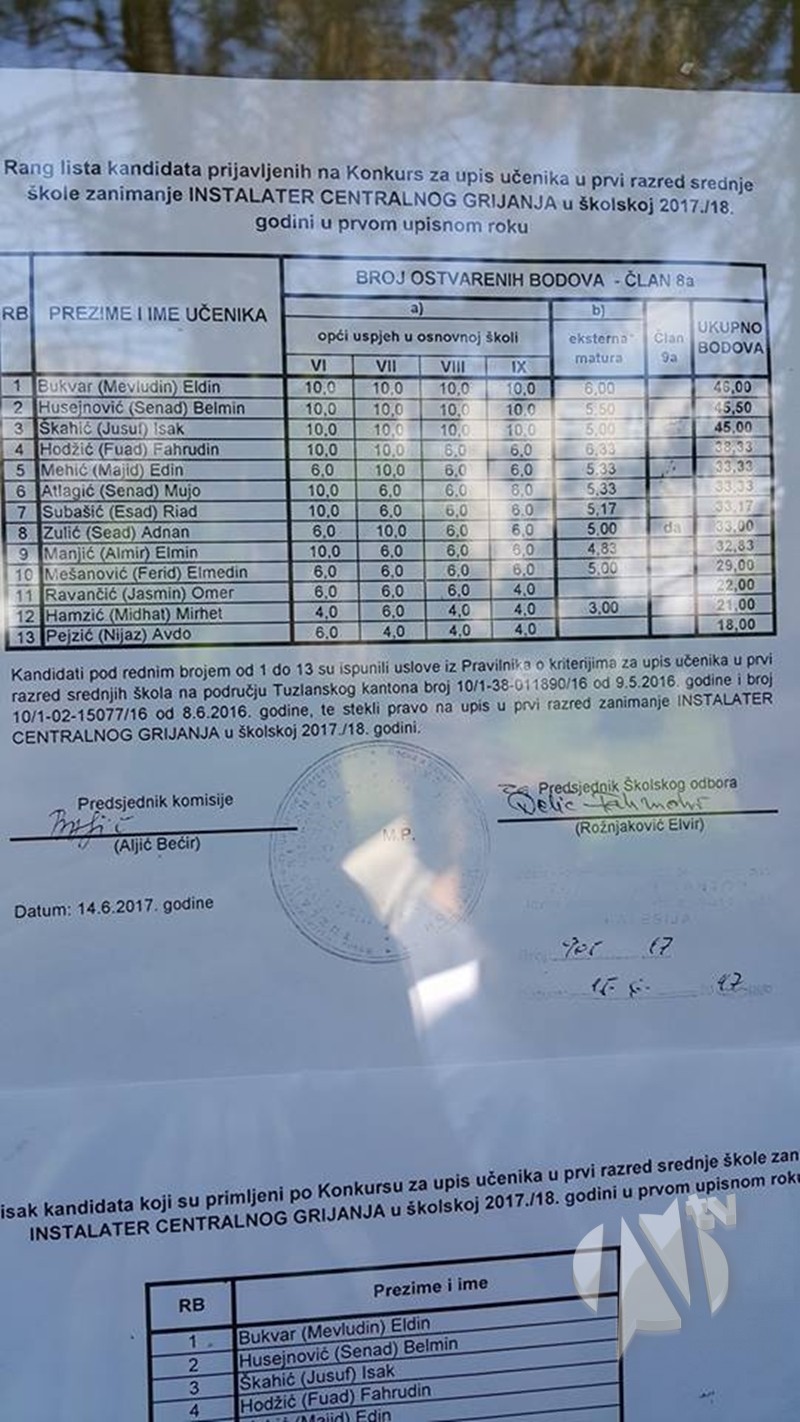 Rang lista kandidata prijavljenih na Konkurs za upis učenika u prvi razred srednje
škole zanimanje INSTALATER CENTRALNOG GRIJANJA u školskoj 2017./18.
godini u prvom upisnom roku
BROJ OSTVARENIH BODOVA - ČLAN 8a
RB PREZIME I IME UČENIKA a) b) UKUPNO BODOVA
opći uspjeh u osnovnoj školi eksterna matura Član 9a
VI VII VIII IX
1 Bukvar (Mevludin) Eldin 10,0 10,0 10,0 10,0 6,00 46,00
2 Husejnović (Senad) Belmin 10,0 10,0 10,0 10,0 5,50 45,50
3 Škahić (Jusuf) Isak 10,0 10,0 10,0 10,0 5,00 45,00
4 Hodžić (Fuad) Fahrudin 10,0 10,0 6,0 6,0 6,33 38,33
5 Mehić (Majid) Edin 6,0 10,0 6,0 6,0 5,33 33,33
6 Atlagić (Senad) Mujo 10,0 6,0 6,0 6,0 5,33 33,33
7 Subašić (Esad) Riad 10,0 6,0 6,0 6,0 5,17 33,17
8 Zulić (Sead) Adnan 6,0 10,0 6,0 6,0 5,00 da 33,00
9 Manjić (Almir) Elmin 10,0 6,0 6,0 6,0 4,83 32,83
10 Mešanović (Ferid) Elmedin 6,0 6,0 6,0 6,0 5,00 29,00
11 Ravančić (Jasmin) Omer 6,0 6,0 6,0 4,0 22,00
12 Hamzić (Midhat) Mirhet 4,0 6,0 4,0 4,0 3,00 21,00
13 Pejzić (Nijaz) Avdo 6,0 4,0 4,0 4,0 18,00
Kandidati pod rednim brojem od 1 do 13 su ispunili uslove iz Pravilnika o kriterijima za upis učenika u prvi
razred srednjih škola na području Tuzlanskog kantona broj 10/1-38-011890/16 od 9.5.2016. godine i broj
10/1-02-15077/16 od 8.6.2016. godine, te stekli pravo na upis u prvi razred zanimanje INSTALATER
CENTRALNOG GRIJANJA u školskoj 2017./18. godini.
Predsjednik komisije
Predsjednik Školskog odbora
(Aljić Bećir)
M.P.
(Rožnjaković Elvir)
Datum: 14.6.2017. godine
17
17
isak kandidata koji su primljeni po Konkursu za upis učenika u prvi razred srednje škole zan
INSTALATER CENTRALNOG GRIJANJA u školskoj 2017./18. godini u prvom upisnom roku
RB Prezime i ime
1 Bukvar (Mevludin) Eldin
2 Husejnović (Senad) Belmin
3 Škahić (Jusuf) Isak
4 Hodžić (Fuad) Fahrudin
(Majid) Edin
tv